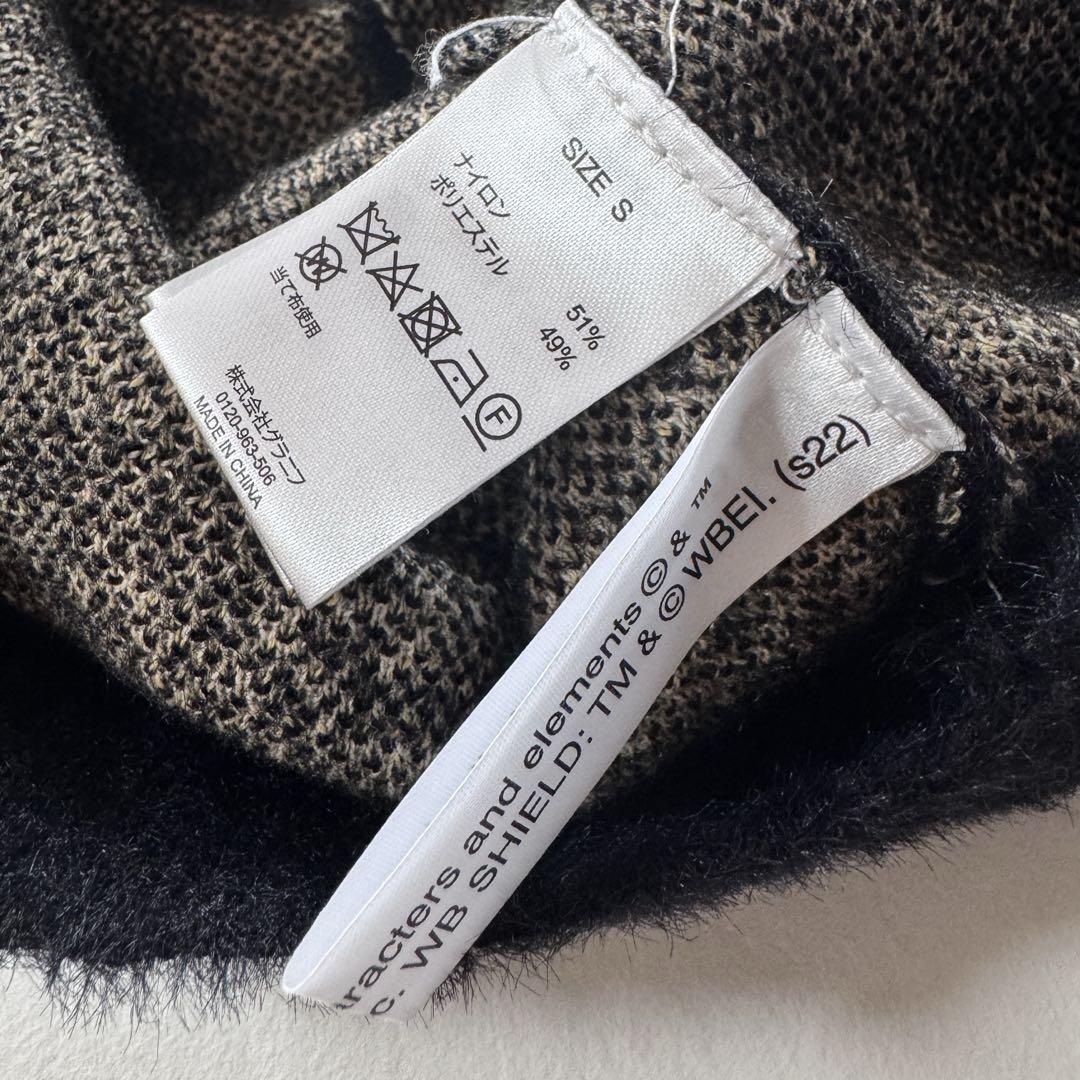 SIZE S
ナイロン 51%
ポリエステル 49%
F
W
当て布使用
株式会社グラニフ
0120-963-506
MADE IN CHINA
and elements © & ™
C. WB SHIELD: TM & © WBEI. (s22)